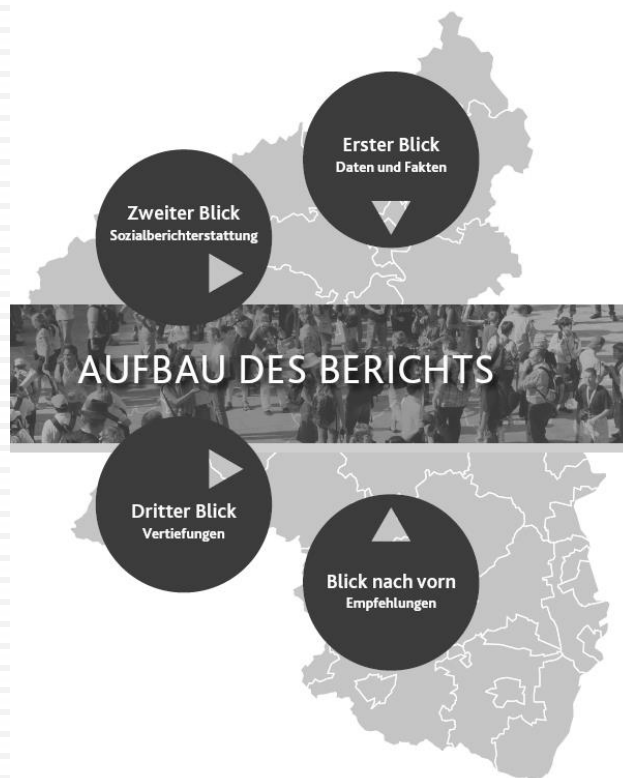 Erster Blick
Daten und Fakten
Zweiter Blick
Sozialberichterstattung
AUFBAU DES BERICHTS
Dritter Blick
Vertiefungen
Blick nach vorn
Empfehlungen